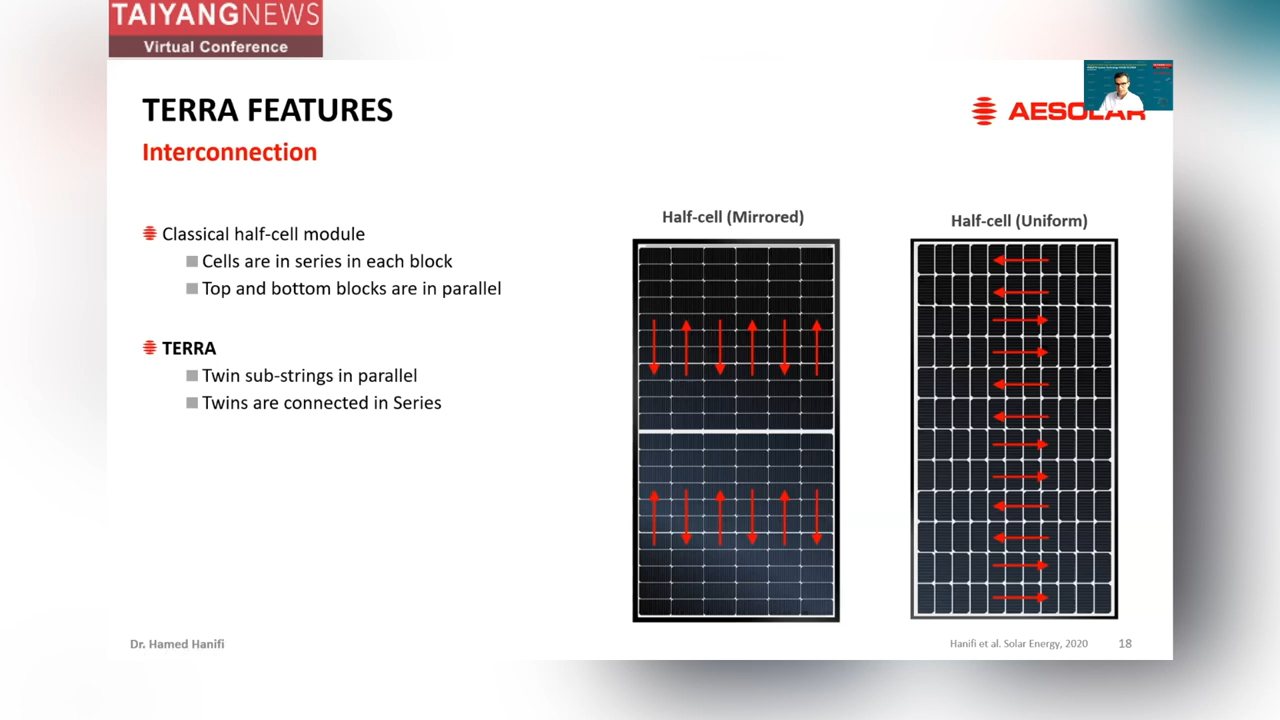 TAIYANGNEWS
Virtual Conference
TERRA FEATURES
Interconnection
AESOLAR
Classical half-cell module
Cells are in series in each block
Top and bottom blocks are in parallel
TERRA
Twin sub-strings in parallel
Twins are connected in Series
Half-cell (Mirrored)
Half-cell (Uniform)
Dr. Hamed Hanifi
Hanifi et al. Solar Energy, 2020
18